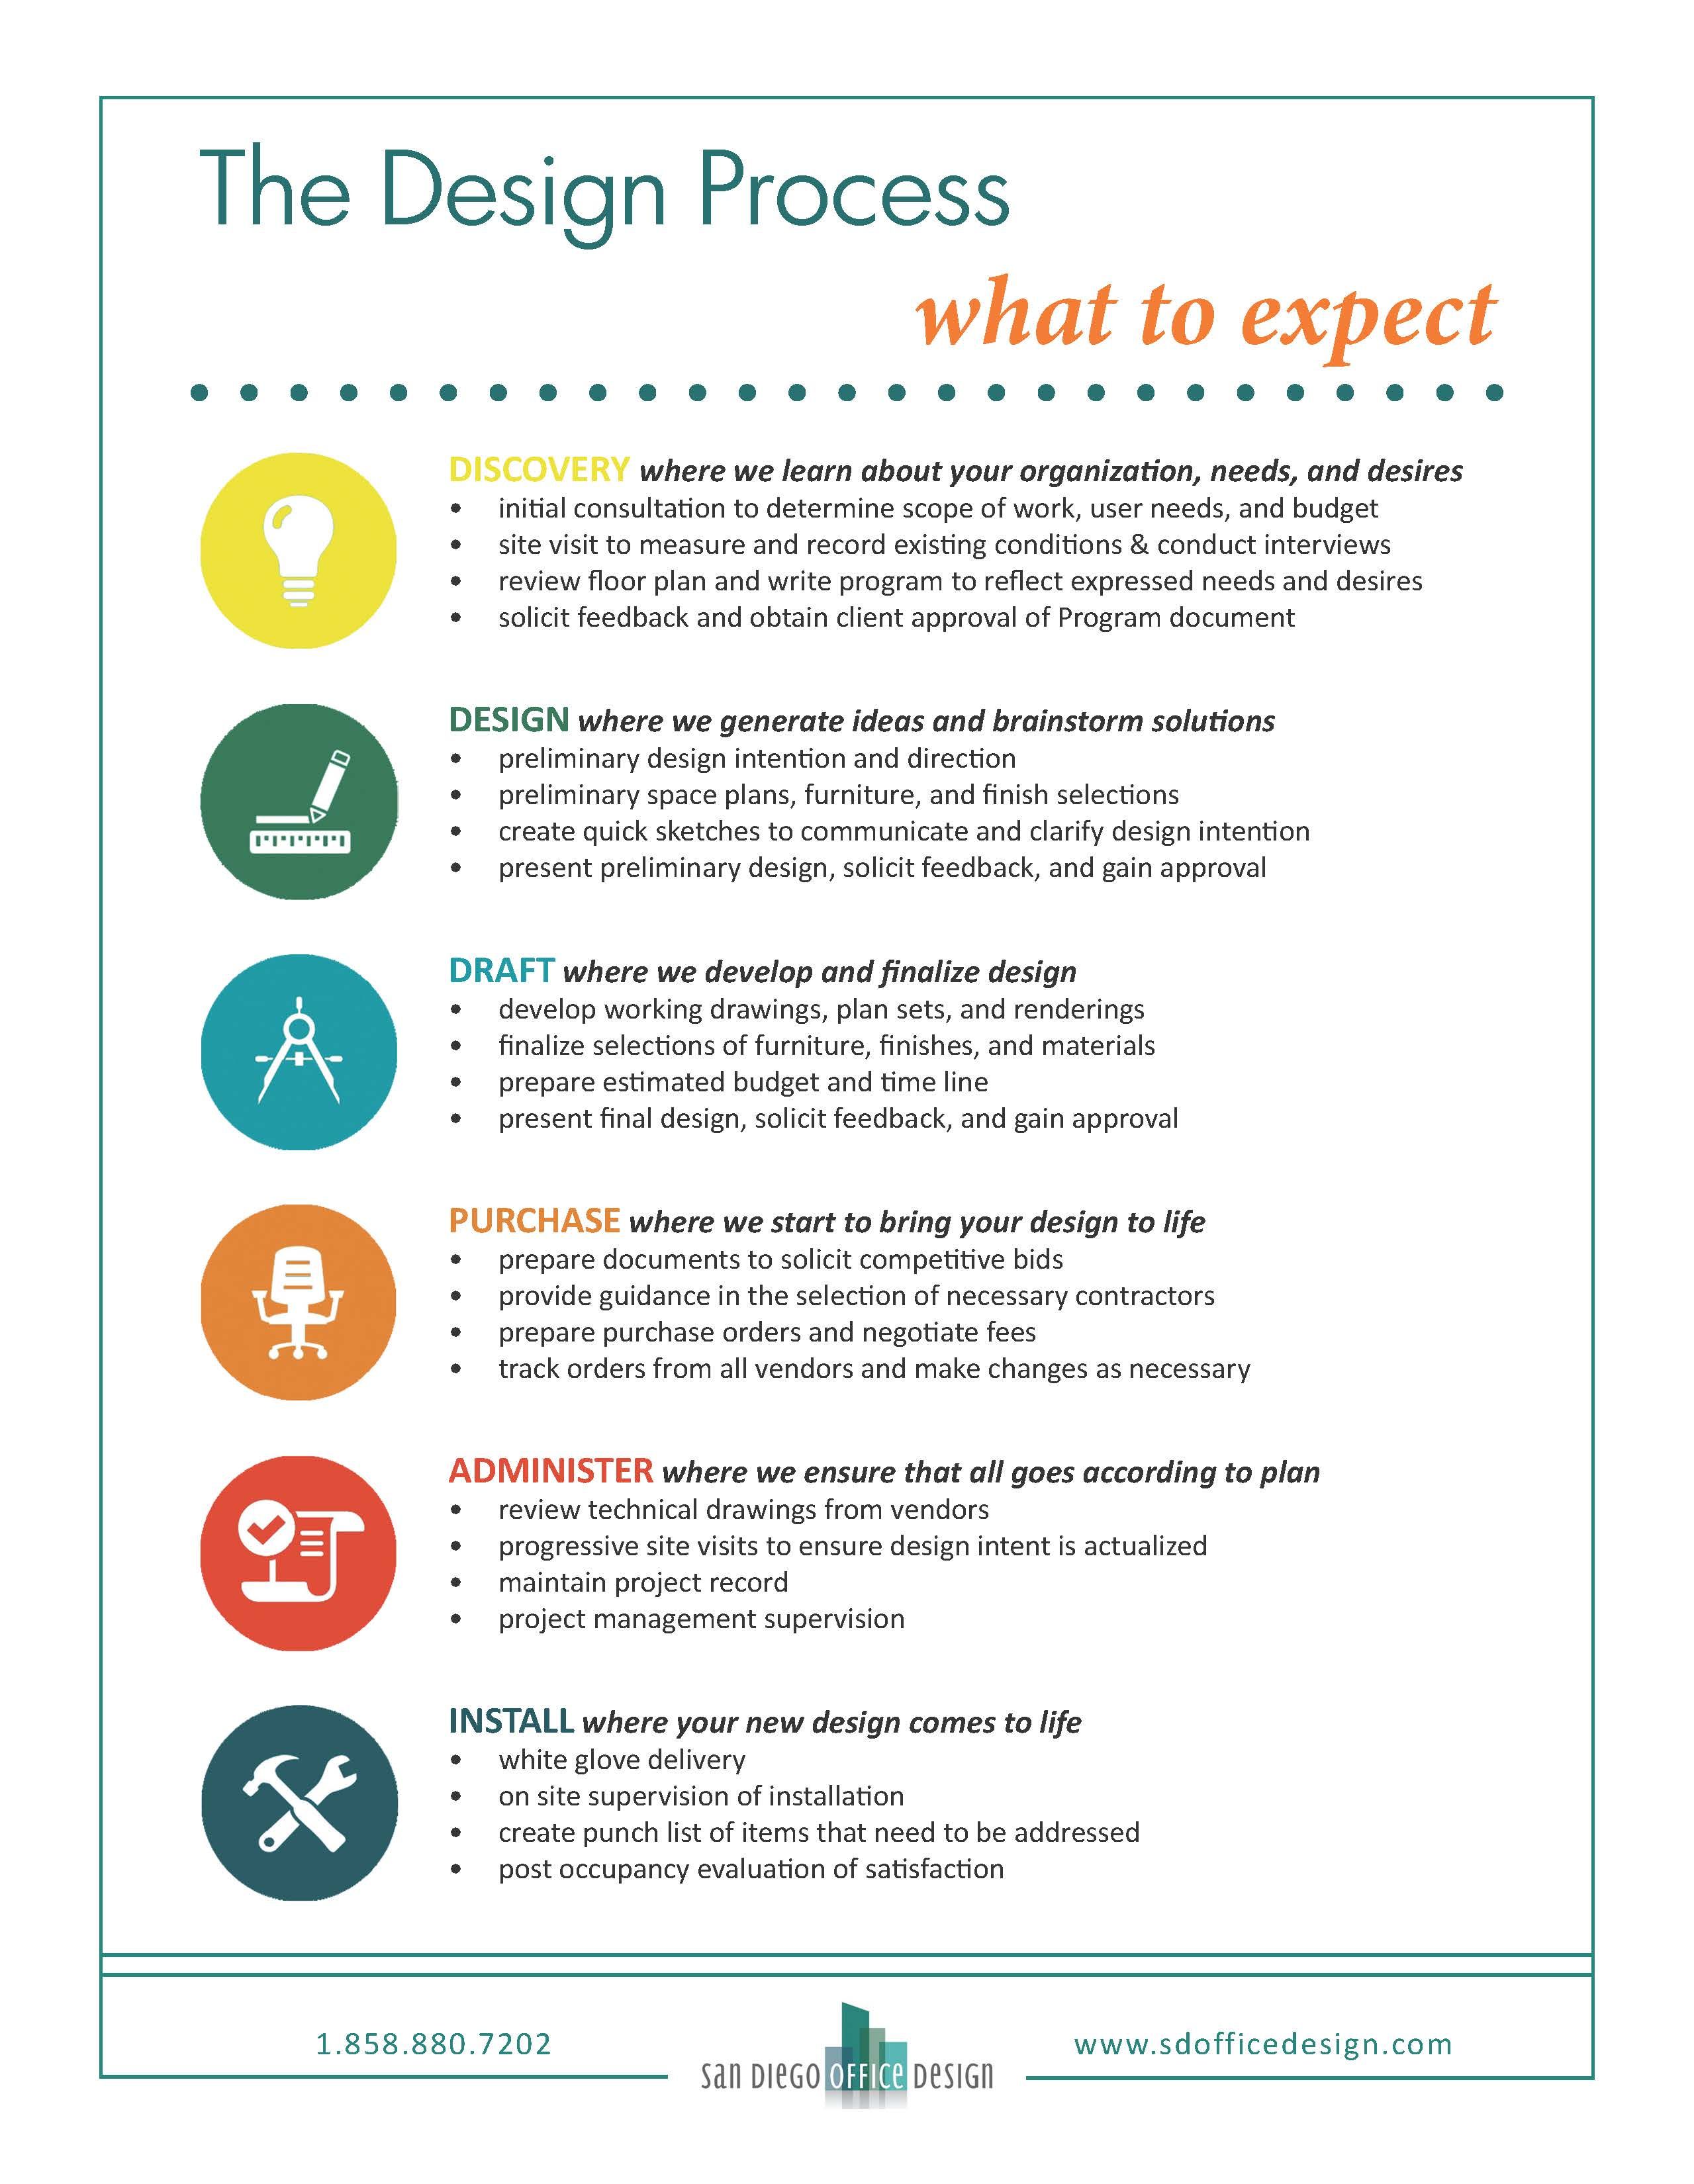 The Design Process
what to expect
DISCOVERY where we learn about your organization, needs, and desires
• initial consultation to determine scope of work, user needs, and budget
• site visit to measure and record existing conditions & conduct interviews
• review floor plan and write program to reflect expressed needs and desires
• solicit feedback and obtain client approval of Program document
DESIGN where we generate ideas and brainstorm solutions
• preliminary design intention and direction
• preliminary space plans, furniture, and finish selections
• create quick sketches to communicate and clarify design intention
• present preliminary design, solicit feedback, and gain approval
DRAFT where we develop and finalize design
• develop working drawings, plan sets, and renderings
• finalize selections of furniture, finishes, and materials
• prepare estimated budget and time line
• present final design, solicit feedback, and gain approval
PURCHASE where we start to bring your design to life
• prepare documents to solicit competitive bids
• provide guidance in the selection of necessary contractors
• prepare purchase orders and negotiate fees
• track orders from all vendors and make changes as necessary
ADMINISTER where we ensure that all goes according to plan
• review technical drawings from vendors
• progressive site visits to ensure design intent is actualized
• maintain project record
• project management supervision
INSTALL where your new design comes to life
• white glove delivery
• on site supervision of installation
• create punch list of items that need to be addressed
• post occupancy evaluation of satisfaction
1.858.880.7202
san Diego office Design
www.sdofficedesign.com